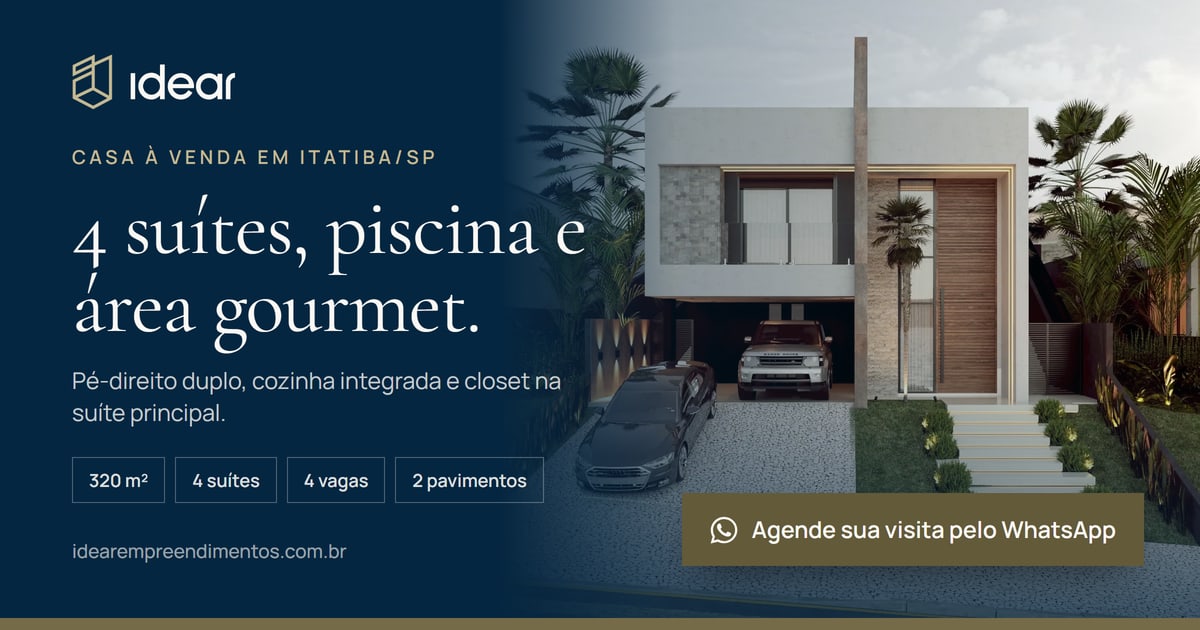 idear
CASA À VENDA EM ITATIBA/SP
4 suítes, piscina e
área gourmet.
Pé-direito duplo, cozinha integrada e closet na
suíte principal.
320 m²
4 suítes
4 vagas
2 pavimentos
idearempreendimentos.com.br
Agende sua visita pelo WhatsApp